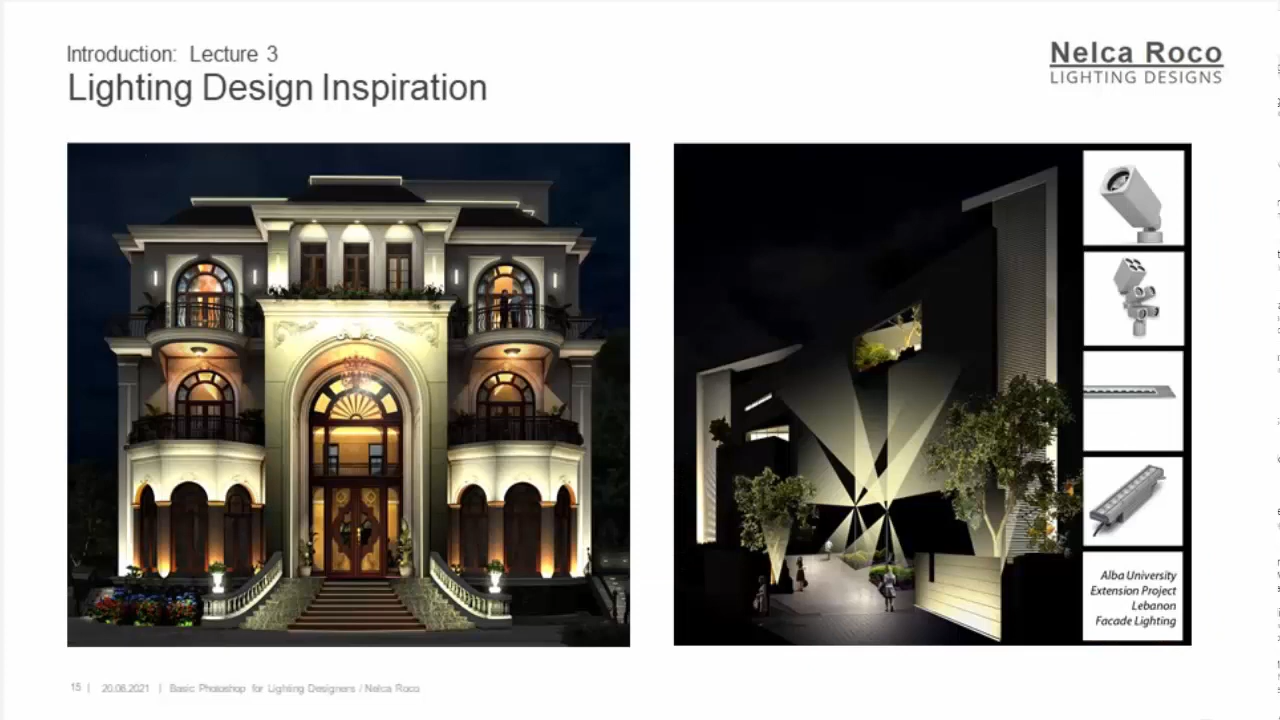 Introduction: Lecture 3
Lighting Design Inspiration
Nelca Roco
LIGHTING DESIGNS
Alba University
Extension Project
Lebanon
Facade Lighting
15 | 20.06.2021 | Basic Photoshop for Lighting Designers / Nelca Roco